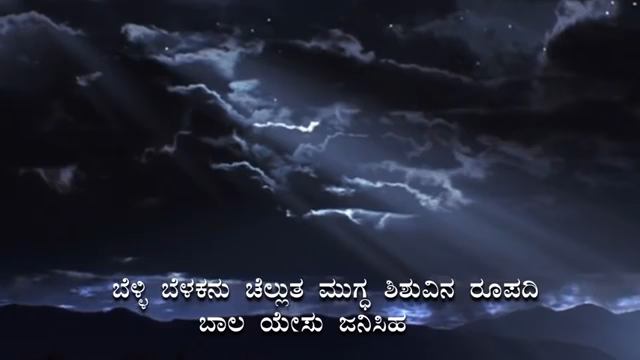 ಬೆಳ್ಳಿ ಬೆಳಕನು ಚೆಲ್ಲುತ ಮುಗ್ಧ ಶಿಶುವಿನ ರೂಪದಿ
ಬಾಲ ಯೇಸು ಜನಿಸಿಹ